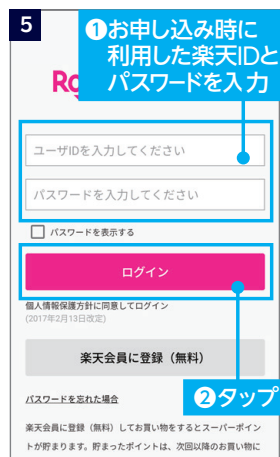 5
❶お申し込み時に
利用した楽天IDと
パスワードを入力
Ro
ユーザIDを入力してください
パスワードを入力してください
パスワードを表示する
ログイン
個人情報保護方針に同意してログイン
(2017年2月13日改定)
楽天会員に登録（無料）
❷タップ
パスワードを忘れた場合
楽天会員に登録（無料）してお買い物をするとスーパーポイン
トが貯まります。貯まったポイントは、次回以降のお買い物に